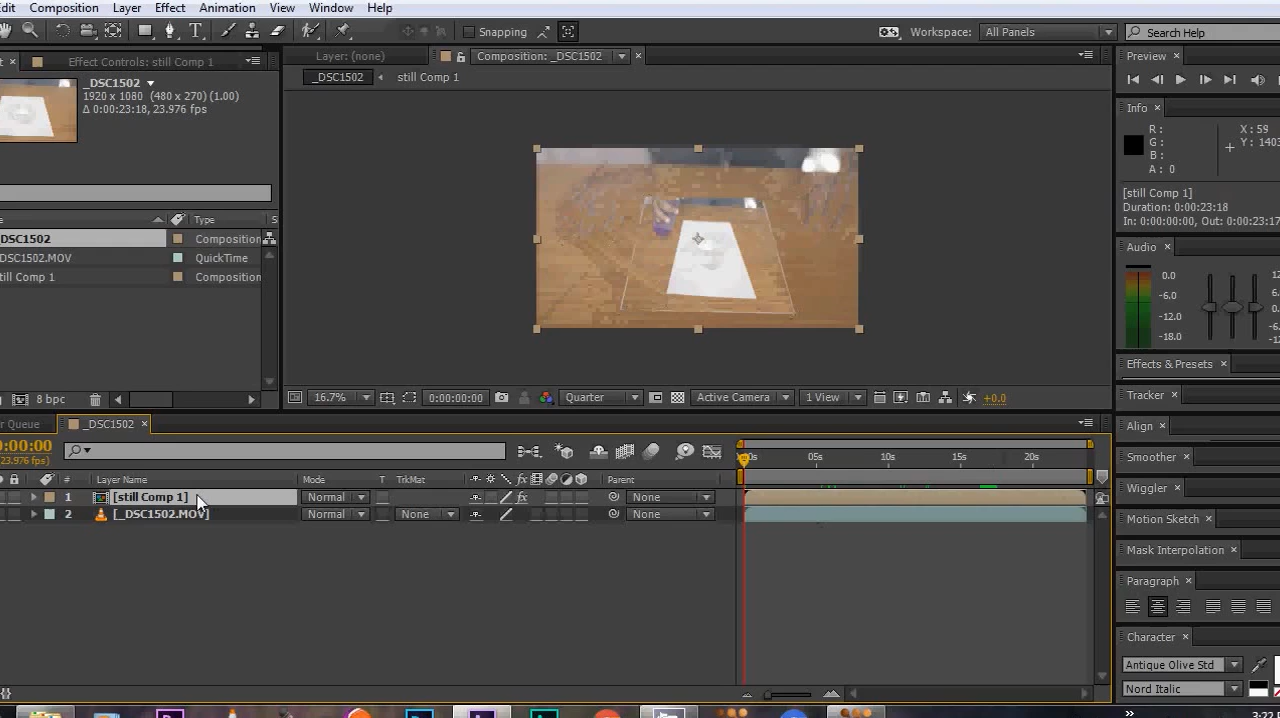 Edit Composition Layer Effect Animation View Window Help
Snapping
Workspace: All Panels
Search Help
Effect Controls: still Comp 1
Layer: (none)
Composition: _DSC1502
Preview
_DSC1502
1920 x 1080 (480 x 270) (1.00)
Δ 0:00:23:18, 23.976 fps
_DSC1502
still Comp 1
Info
R:
G:
B:
A: 0
X: 59
Y: 1403
[still Comp 1]
Duration: 0:00:23:18
In: 0:00:00:00, Out: 0:00:23:17
Type
S
DSC1502
Composition
DSC1502.MOV
QuickTime
still Comp 1
Composition
Audio
0.0
-6.0
-12.0
-18.0
Effects & Presets
Tracker
8 bpc
16.7%
0:00:00:00
Quarter
Active Camera
1 View
+0.0
r Queue
_DSC1502
Align
0:00:00
(23.976 fps)
00s 05s 10s 15s 20s
Smoother
# Layer Name Mode T TrkMat Parent
Wiggler
1 [still Comp 1] Normal None
2 [_DSC1502.MOV] Normal None None
Motion Sketch
Mask Interpolation
Paragraph
Character
Antique Olive Std
Nord Italic